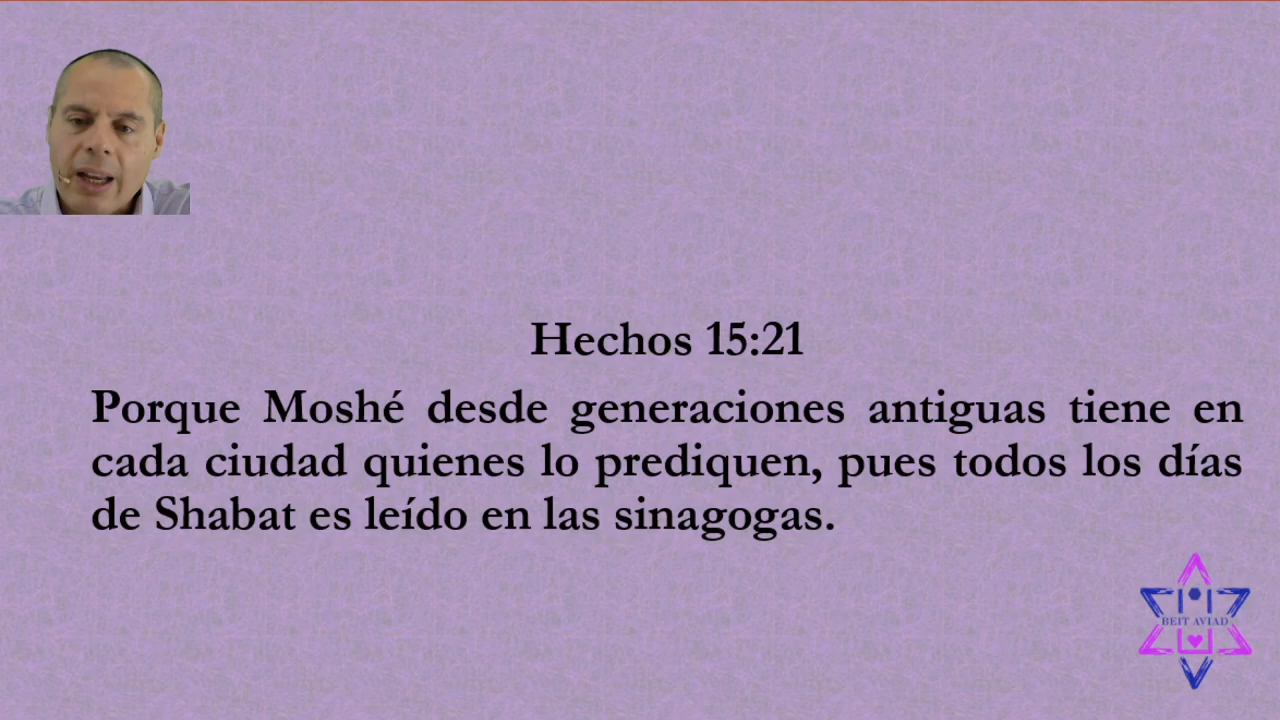 Hechos 15:21
Porque Moshé desde generaciones antiguas tiene en
cada ciudad quienes lo prediquen, pues todos los días
de Shabat es leído en las sinagogas.
BEIT AVIAD